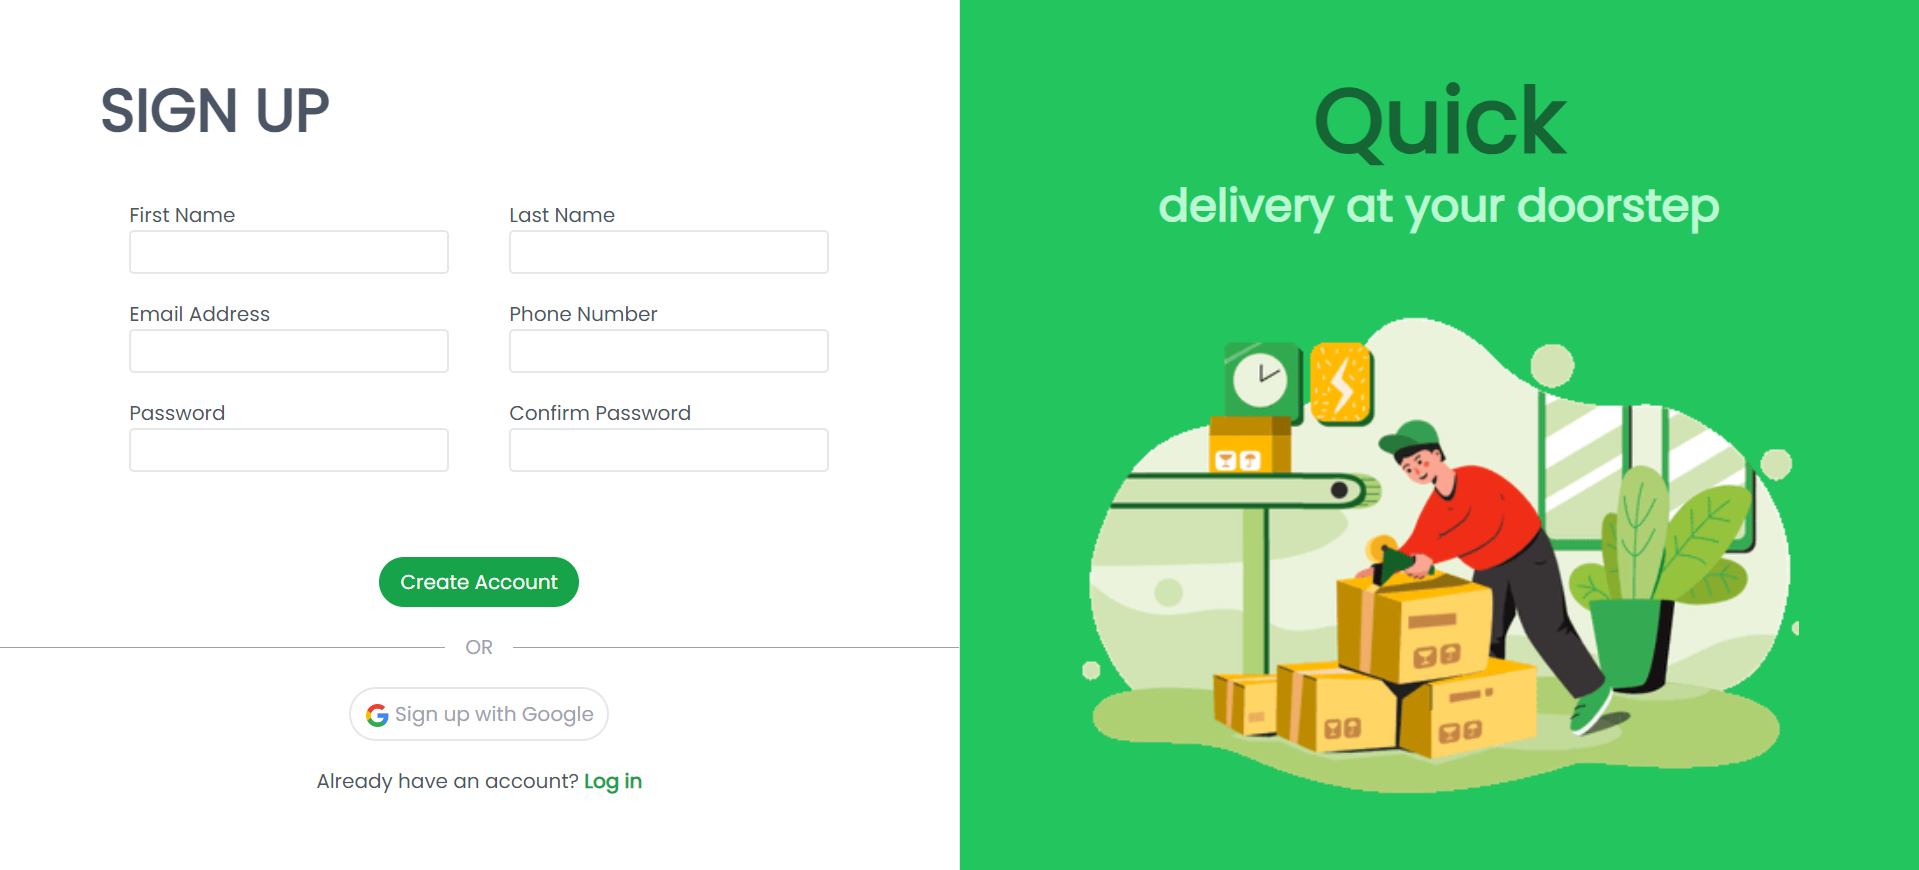 SIGN UP
First Name
Last Name
Email Address
Phone Number
Password
Confirm Password
Create Account
OR
Sign up with Google
Already have an account? Log in
Quick
delivery at your doorstep